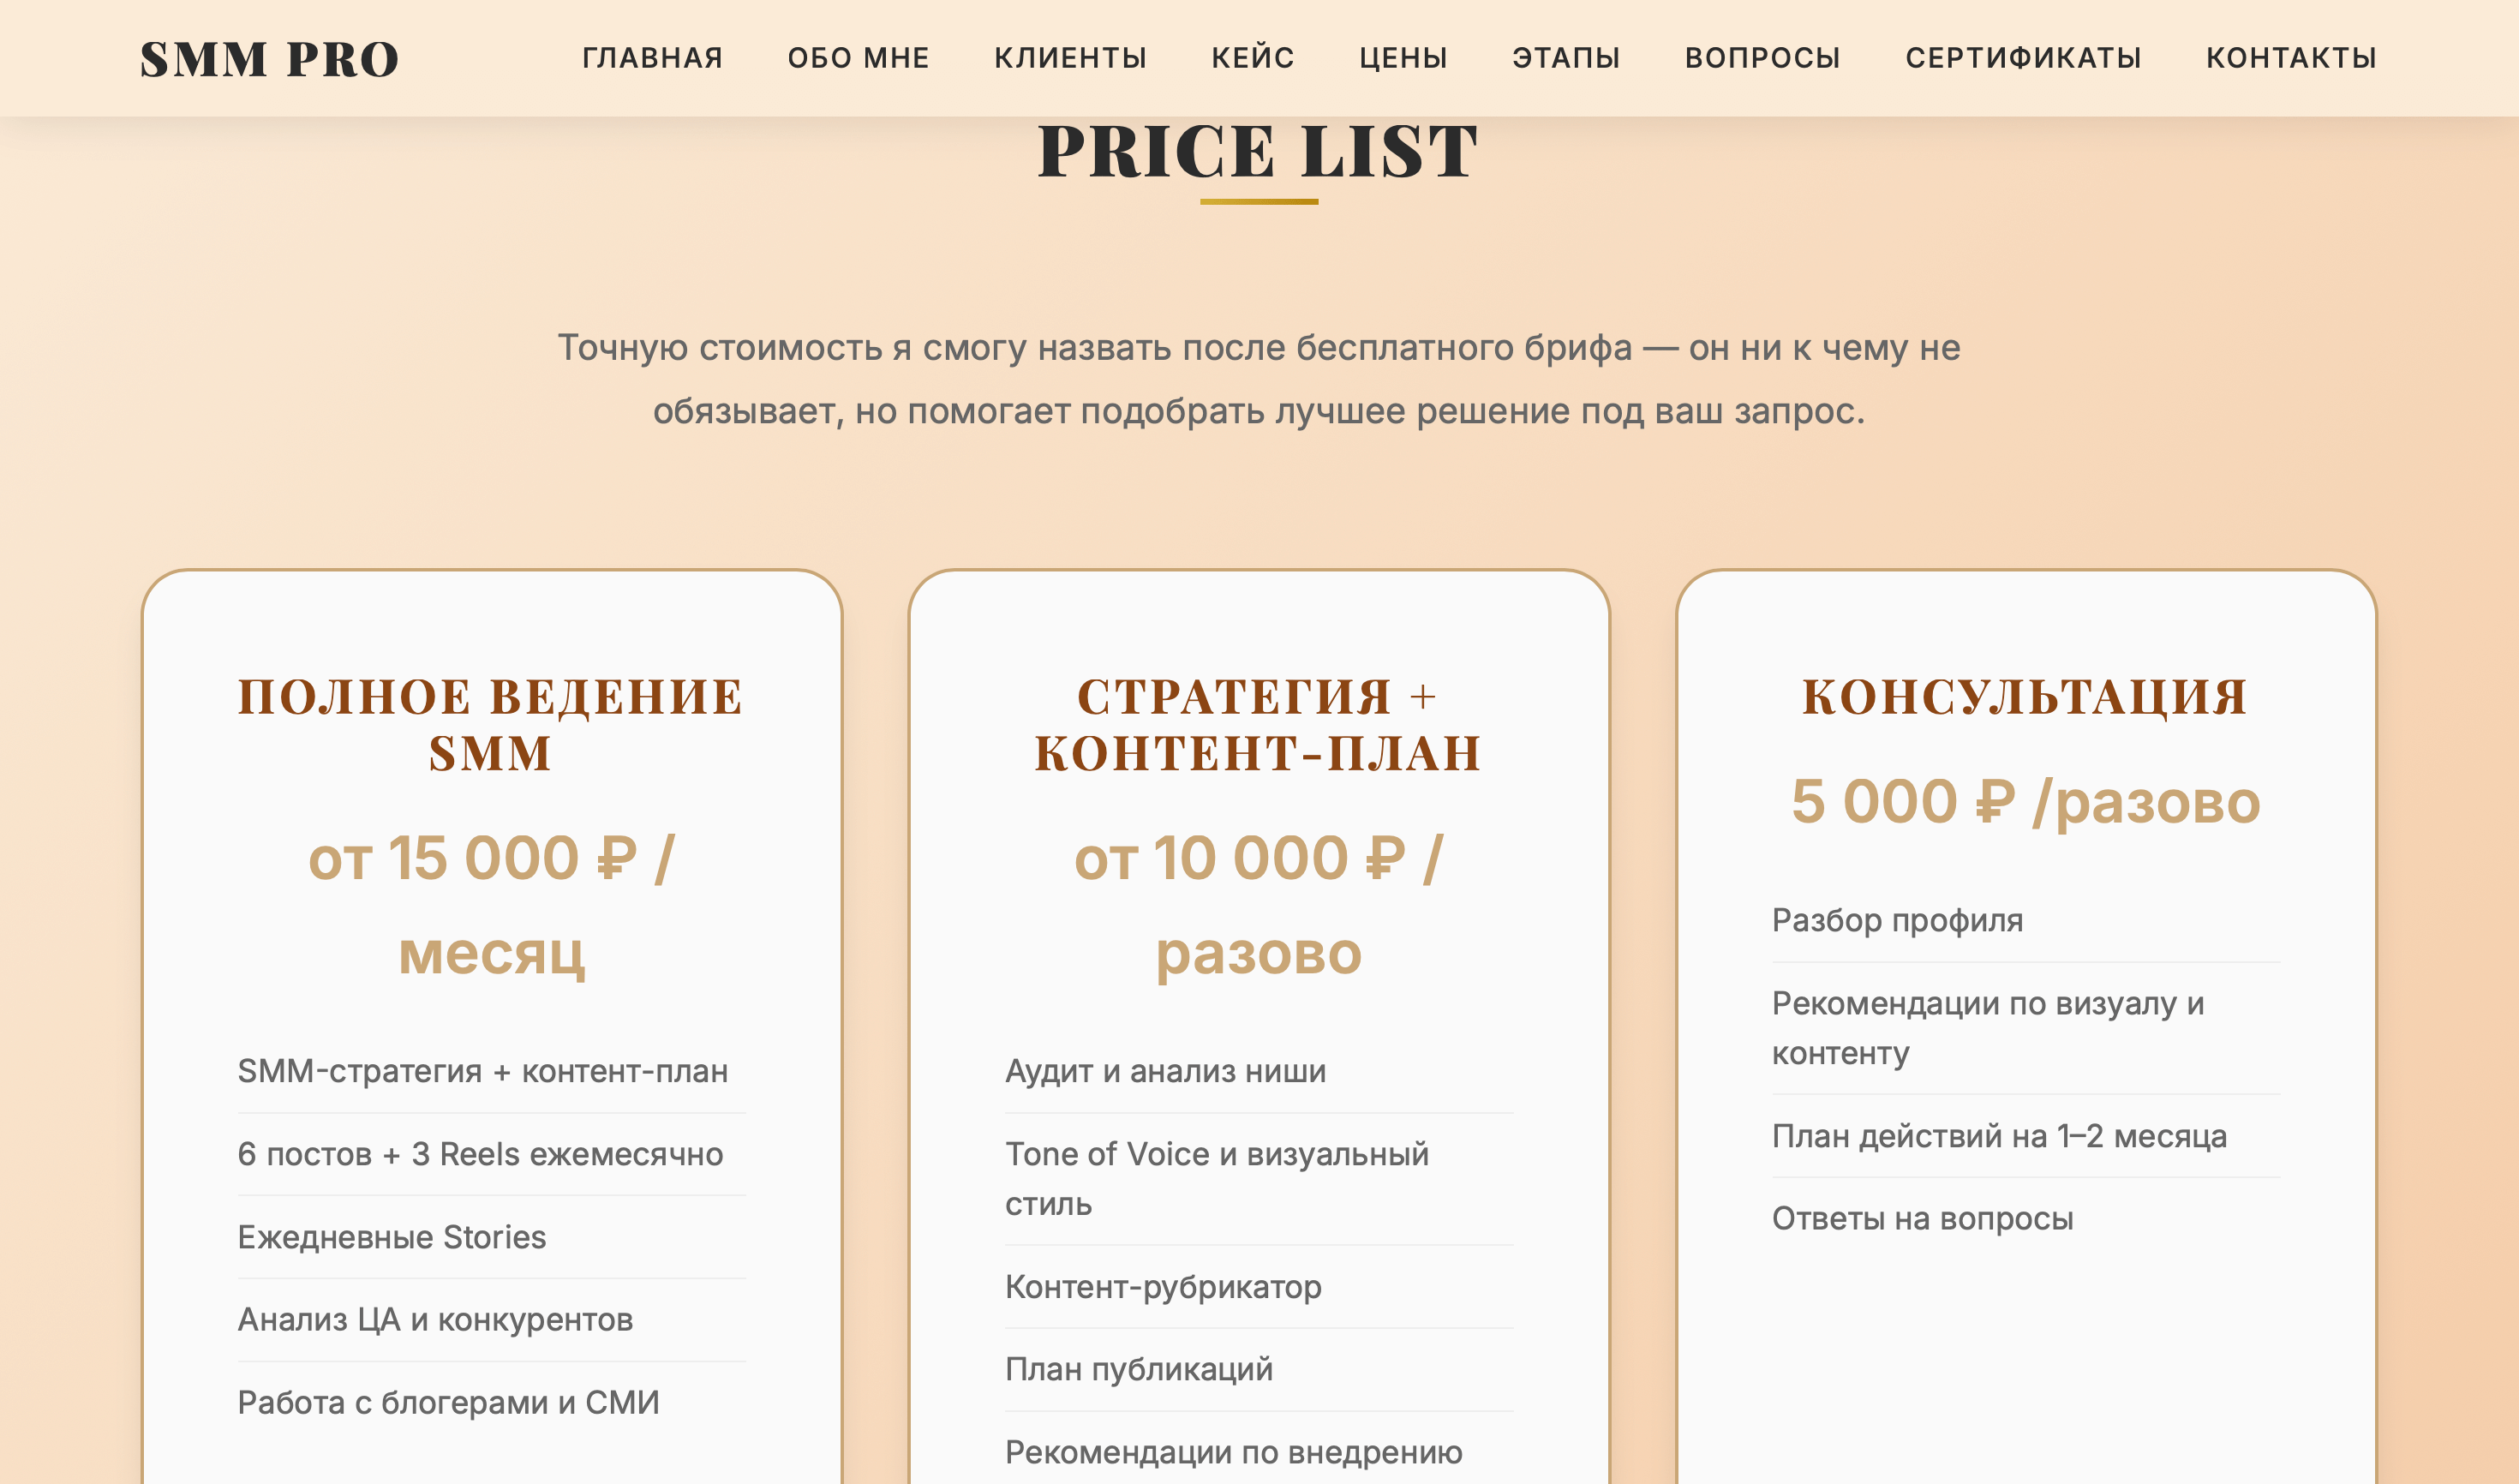 SMM PRO
ГЛАВНАЯ
ОБО МНЕ
КЛИЕНТЫ
КЕЙС
ЦЕНЫ
ЭТАПЫ
ВОПРОСЫ
СЕРТИФИКАТЫ
КОНТАКТЫ
PRICE LIST
Точную стоимость я смогу назвать после бесплатного брифа — он ни к чему не
обязывает, но помогает подобрать лучшее решение под ваш запрос.
ПОЛНОЕ ВЕДЕНИЕ
SMM
от 15 000 ₽ /
месяц
SMM-стратегия + контент-план
6 постов + 3 Reels ежемесячно
Ежедневные Stories
Анализ ЦА и конкурентов
Работа с блогерами и СМИ
СТРАТЕГИЯ +
КОНТЕНТ-ПЛАН
от 10 000 ₽ /
разово
Аудит и анализ ниши
Tone of Voice и визуальный
стиль
Контент-рубрикатор
План публикаций
Рекомендации по внедрению
КОНСУЛЬТАЦИЯ
5 000 ₽ /разово
Разбор профиля
Рекомендации по визуалу и
контенту
План действий на 1–2 месяца
Ответы на вопросы